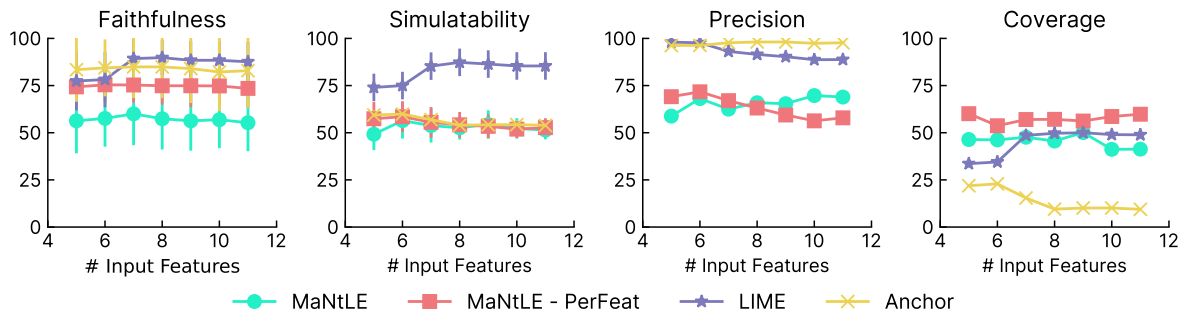 Faithfulness Simulatability Precision Coverage
100 100 100 100
75 75 75 75
50 50 50 50
25 25 25 25
0 0 0 0
4 6 8 10 12 4 6 8 10 12 4 6 8 10 12 4 6 8 10 12
# Input Features # Input Features # Input Features # Input Features
MaNtLE MaNtLE - PerFeat LIME Anchor